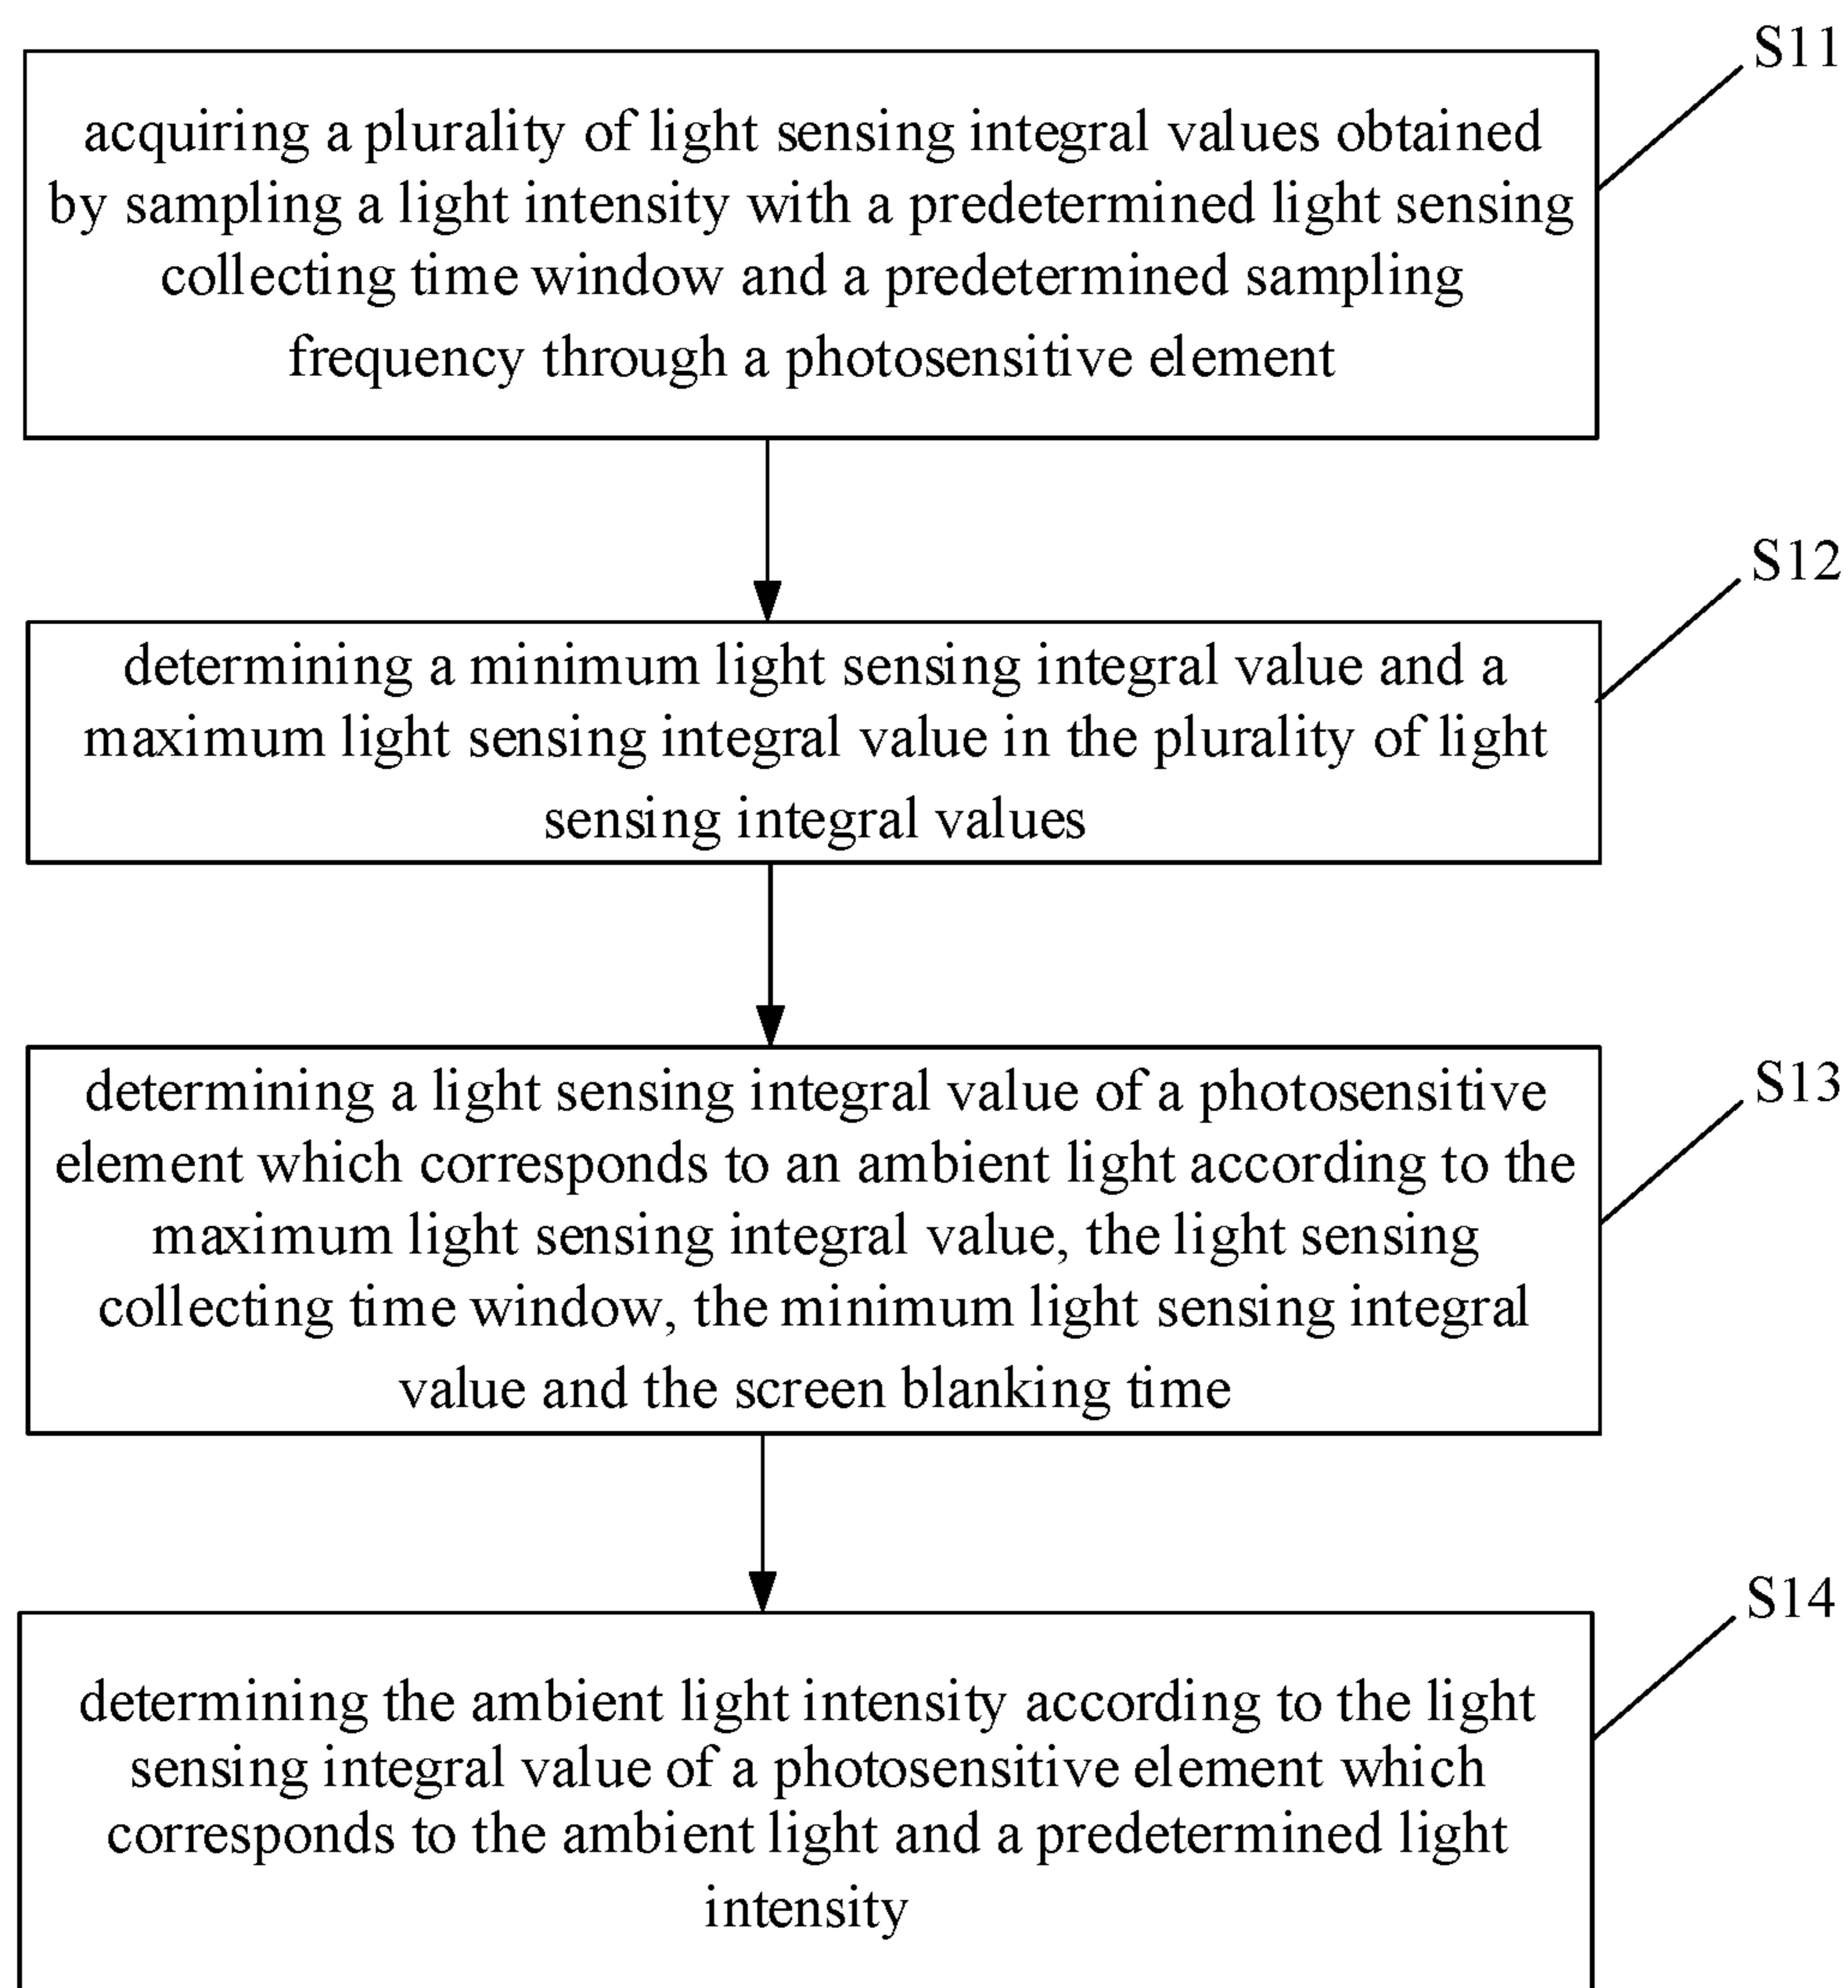 S11
acquiring a plurality of light sensing integral values obtained
by sampling a light intensity with a predetermined light sensing
collecting time window and a predetermined sampling
frequency through a photosensitive element
S12
determining a minimum light sensing integral value and a
maximum light sensing integral value in the plurality of light
sensing integral values
S13
determining a light sensing integral value of a photosensitive
element which corresponds to an ambient light according to the
maximum light sensing integral value, the light sensing
collecting time window, the minimum light sensing integral
value and the screen blanking time
S14
determining the ambient light intensity according to the light
sensing integral value of a photosensitive element which
corresponds to the ambient light and a predetermined light
intensity